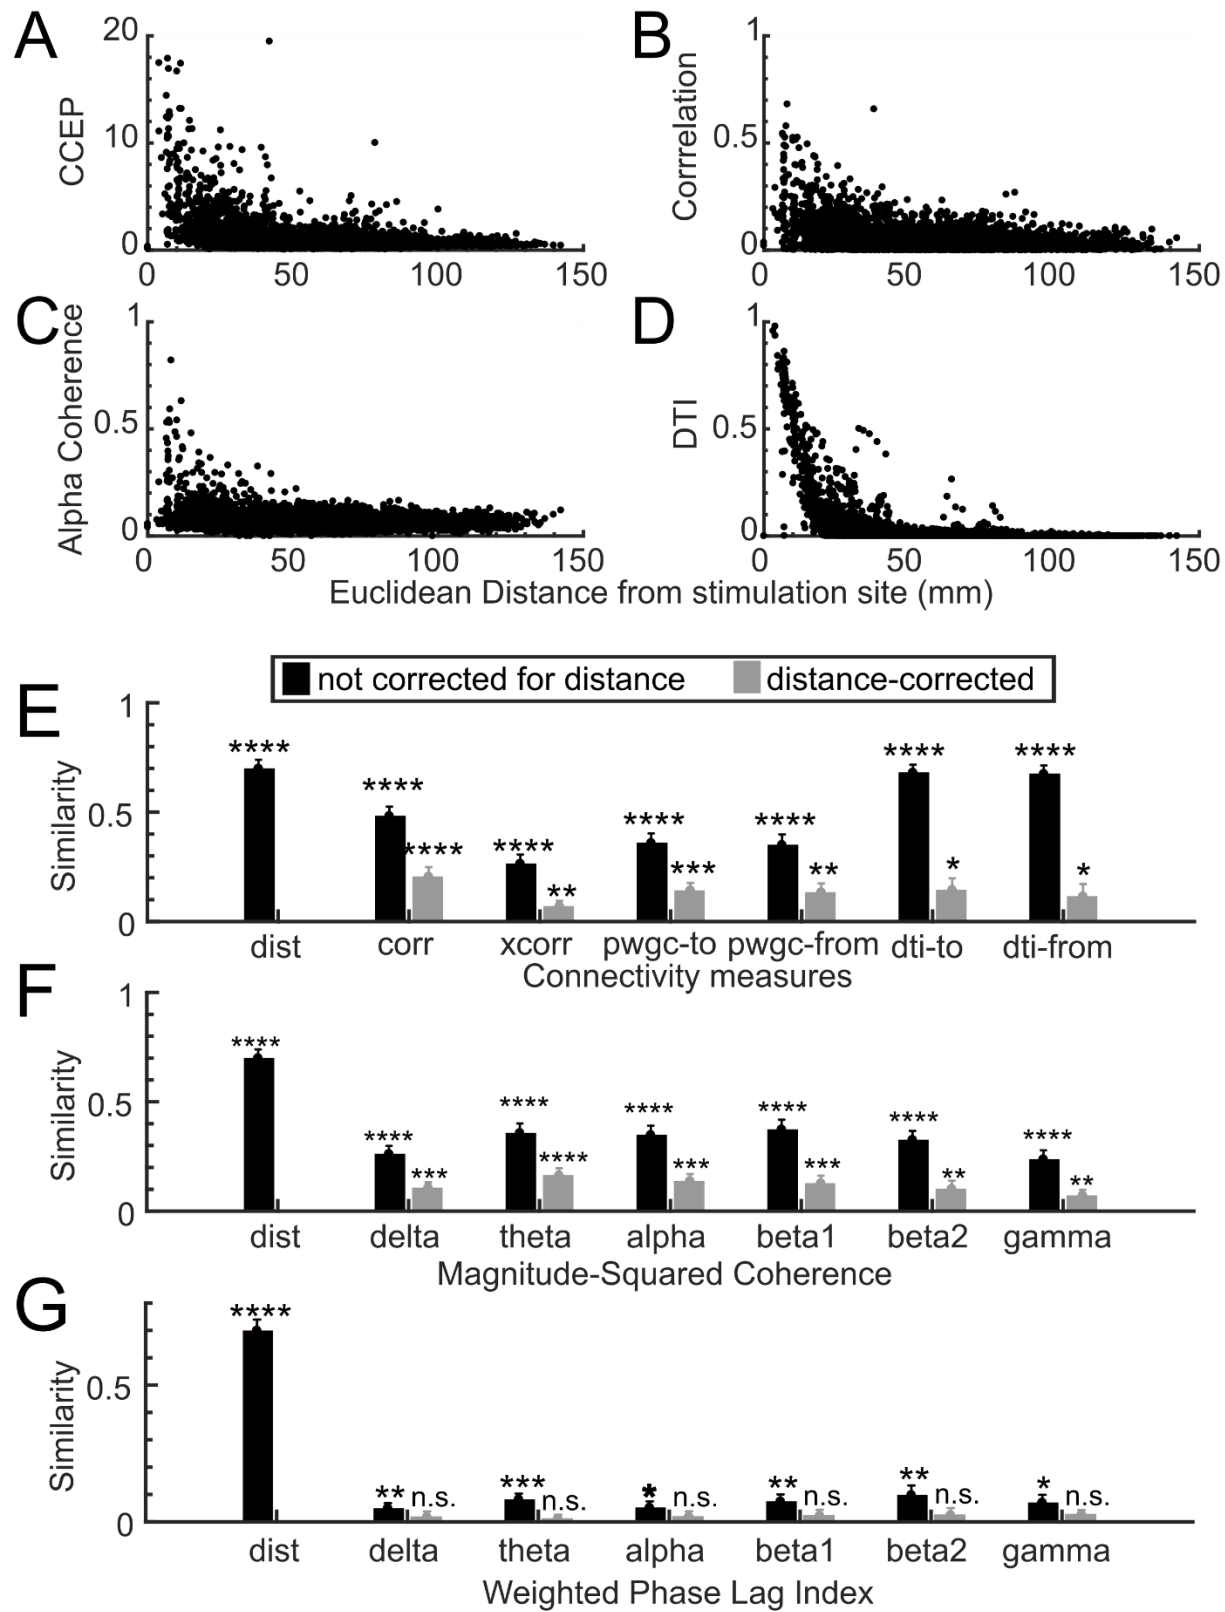 A
20
10
0
CCEP
0 50 100 150
B
1
0.5
0
Corrrelation
0 50 100 150
C
1
0.5
0
Alpha Coherence
0 50 100 150
D
1
0.5
0
DTI
0 50 100 150
Euclidean Distance from stimulation site (mm)
not corrected for distance distance-corrected
E
1
0.5
0
Similarity
**** **** **** **** *** **** **** ** **** ** **** * **** *
dist corr xcorr pwgc-to pwgc-from dti-to dti-from
Connectivity measures
F
1
0.5
0
Similarity
**** **** *** **** **** **** *** **** *** **** ** **** **
dist delta theta alpha beta1 beta2 gamma
Magnitude-Squared Coherence
G
0.5
0
Similarity
**** ** n.s. *** n.s. * n.s. ** n.s. ** n.s. * n.s.
dist delta theta alpha beta1 beta2 gamma
Weighted Phase Lag Index